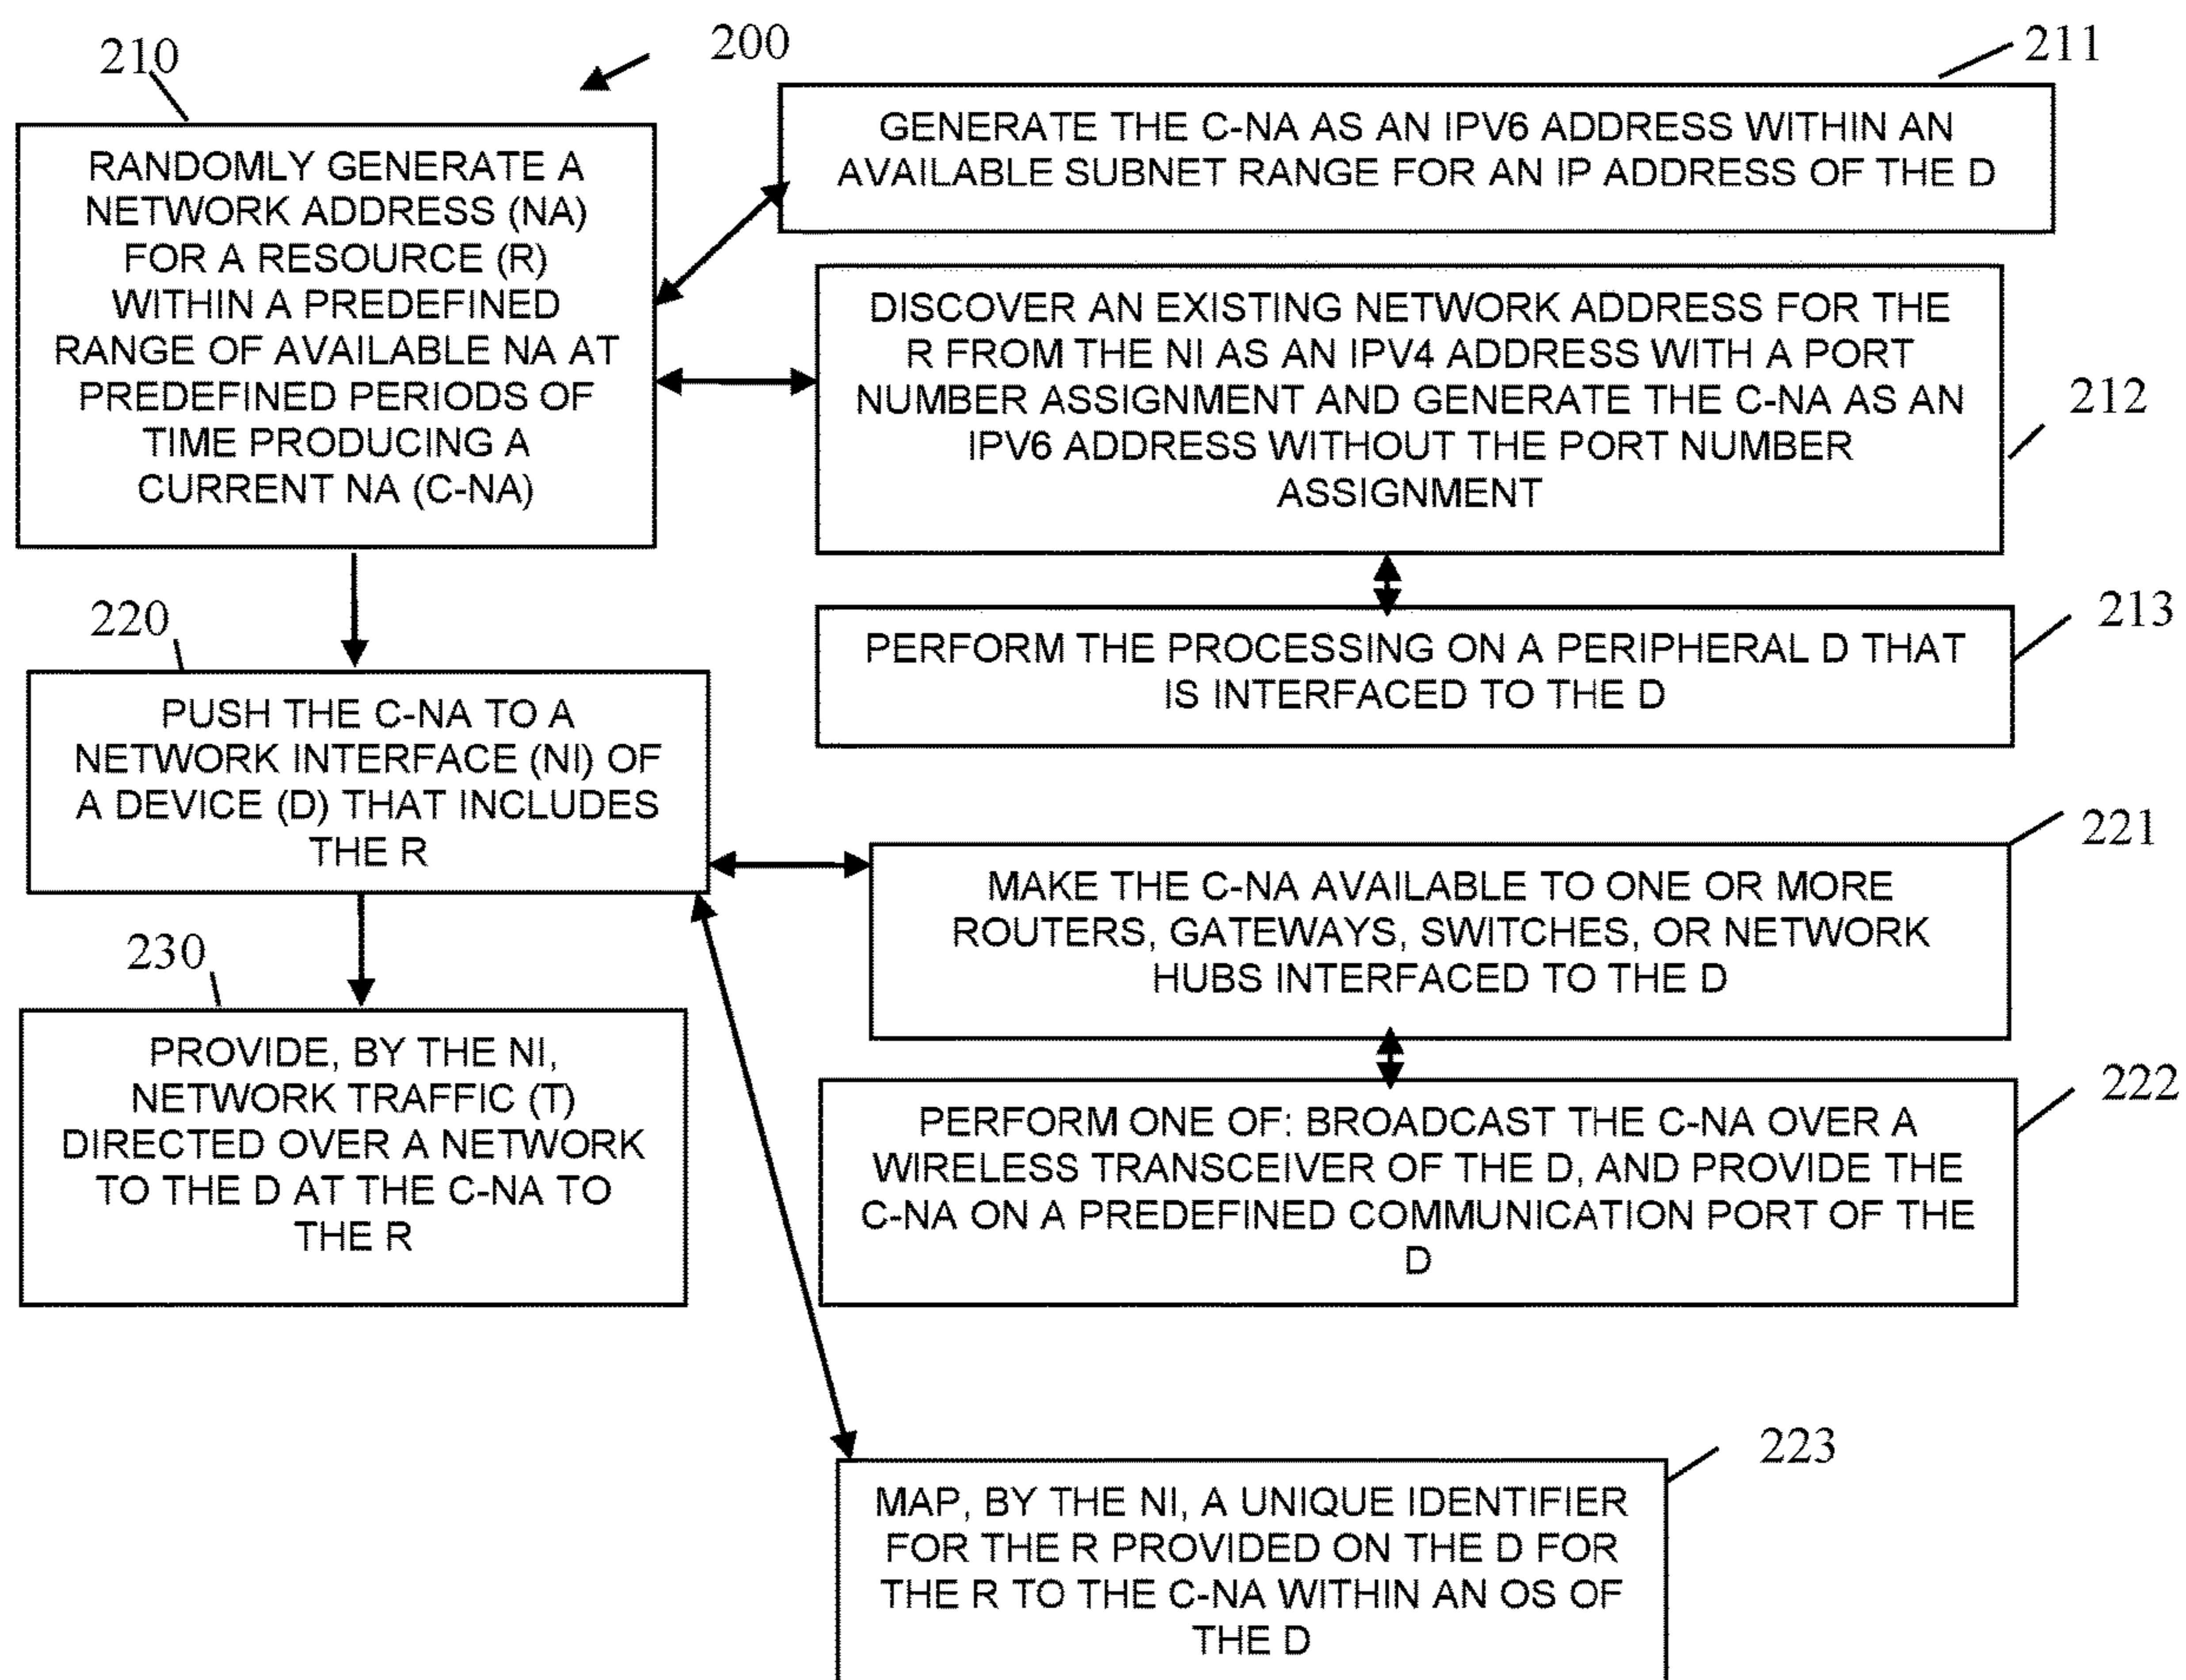 200
210
RANDOMLY GENERATE A
NETWORK ADDRESS (NA)
FOR A RESOURCE (R)
WITHIN A PREDEFINED
RANGE OF AVAILABLE NA AT
PREDEFINED PERIODS OF
TIME PRODUCING A
CURRENT NA (C-NA)
211
GENERATE THE C-NA AS AN IPV6 ADDRESS WITHIN AN
AVAILABLE SUBNET RANGE FOR AN IP ADDRESS OF THE D
212
DISCOVER AN EXISTING NETWORK ADDRESS FOR THE
R FROM THE NI AS AN IPV4 ADDRESS WITH A PORT
NUMBER ASSIGNMENT AND GENERATE THE C-NA AS AN
IPV6 ADDRESS WITHOUT THE PORT NUMBER
ASSIGNMENT
213
PERFORM THE PROCESSING ON A PERIPHERAL D THAT
IS INTERFACED TO THE D
220
PUSH THE C-NA TO A
NETWORK INTERFACE (NI) OF
A DEVICE (D) THAT INCLUDES
THE R
221
MAKE THE C-NA AVAILABLE TO ONE OR MORE
ROUTERS, GATEWAYS, SWITCHES, OR NETWORK
HUBS INTERFACED TO THE D
222
PERFORM ONE OF: BROADCAST THE C-NA OVER A
WIRELESS TRANSCEIVER OF THE D, AND PROVIDE THE
C-NA ON A PREDEFINED COMMUNICATION PORT OF THE
D
230
PROVIDE, BY THE NI,
NETWORK TRAFFIC (T)
DIRECTED OVER A NETWORK
TO THE D AT THE C-NA TO
THE R
223
MAP, BY THE NI, A UNIQUE IDENTIFIER
FOR THE R PROVIDED ON THE D FOR
THE R TO THE C-NA WITHIN AN OS OF
THE D